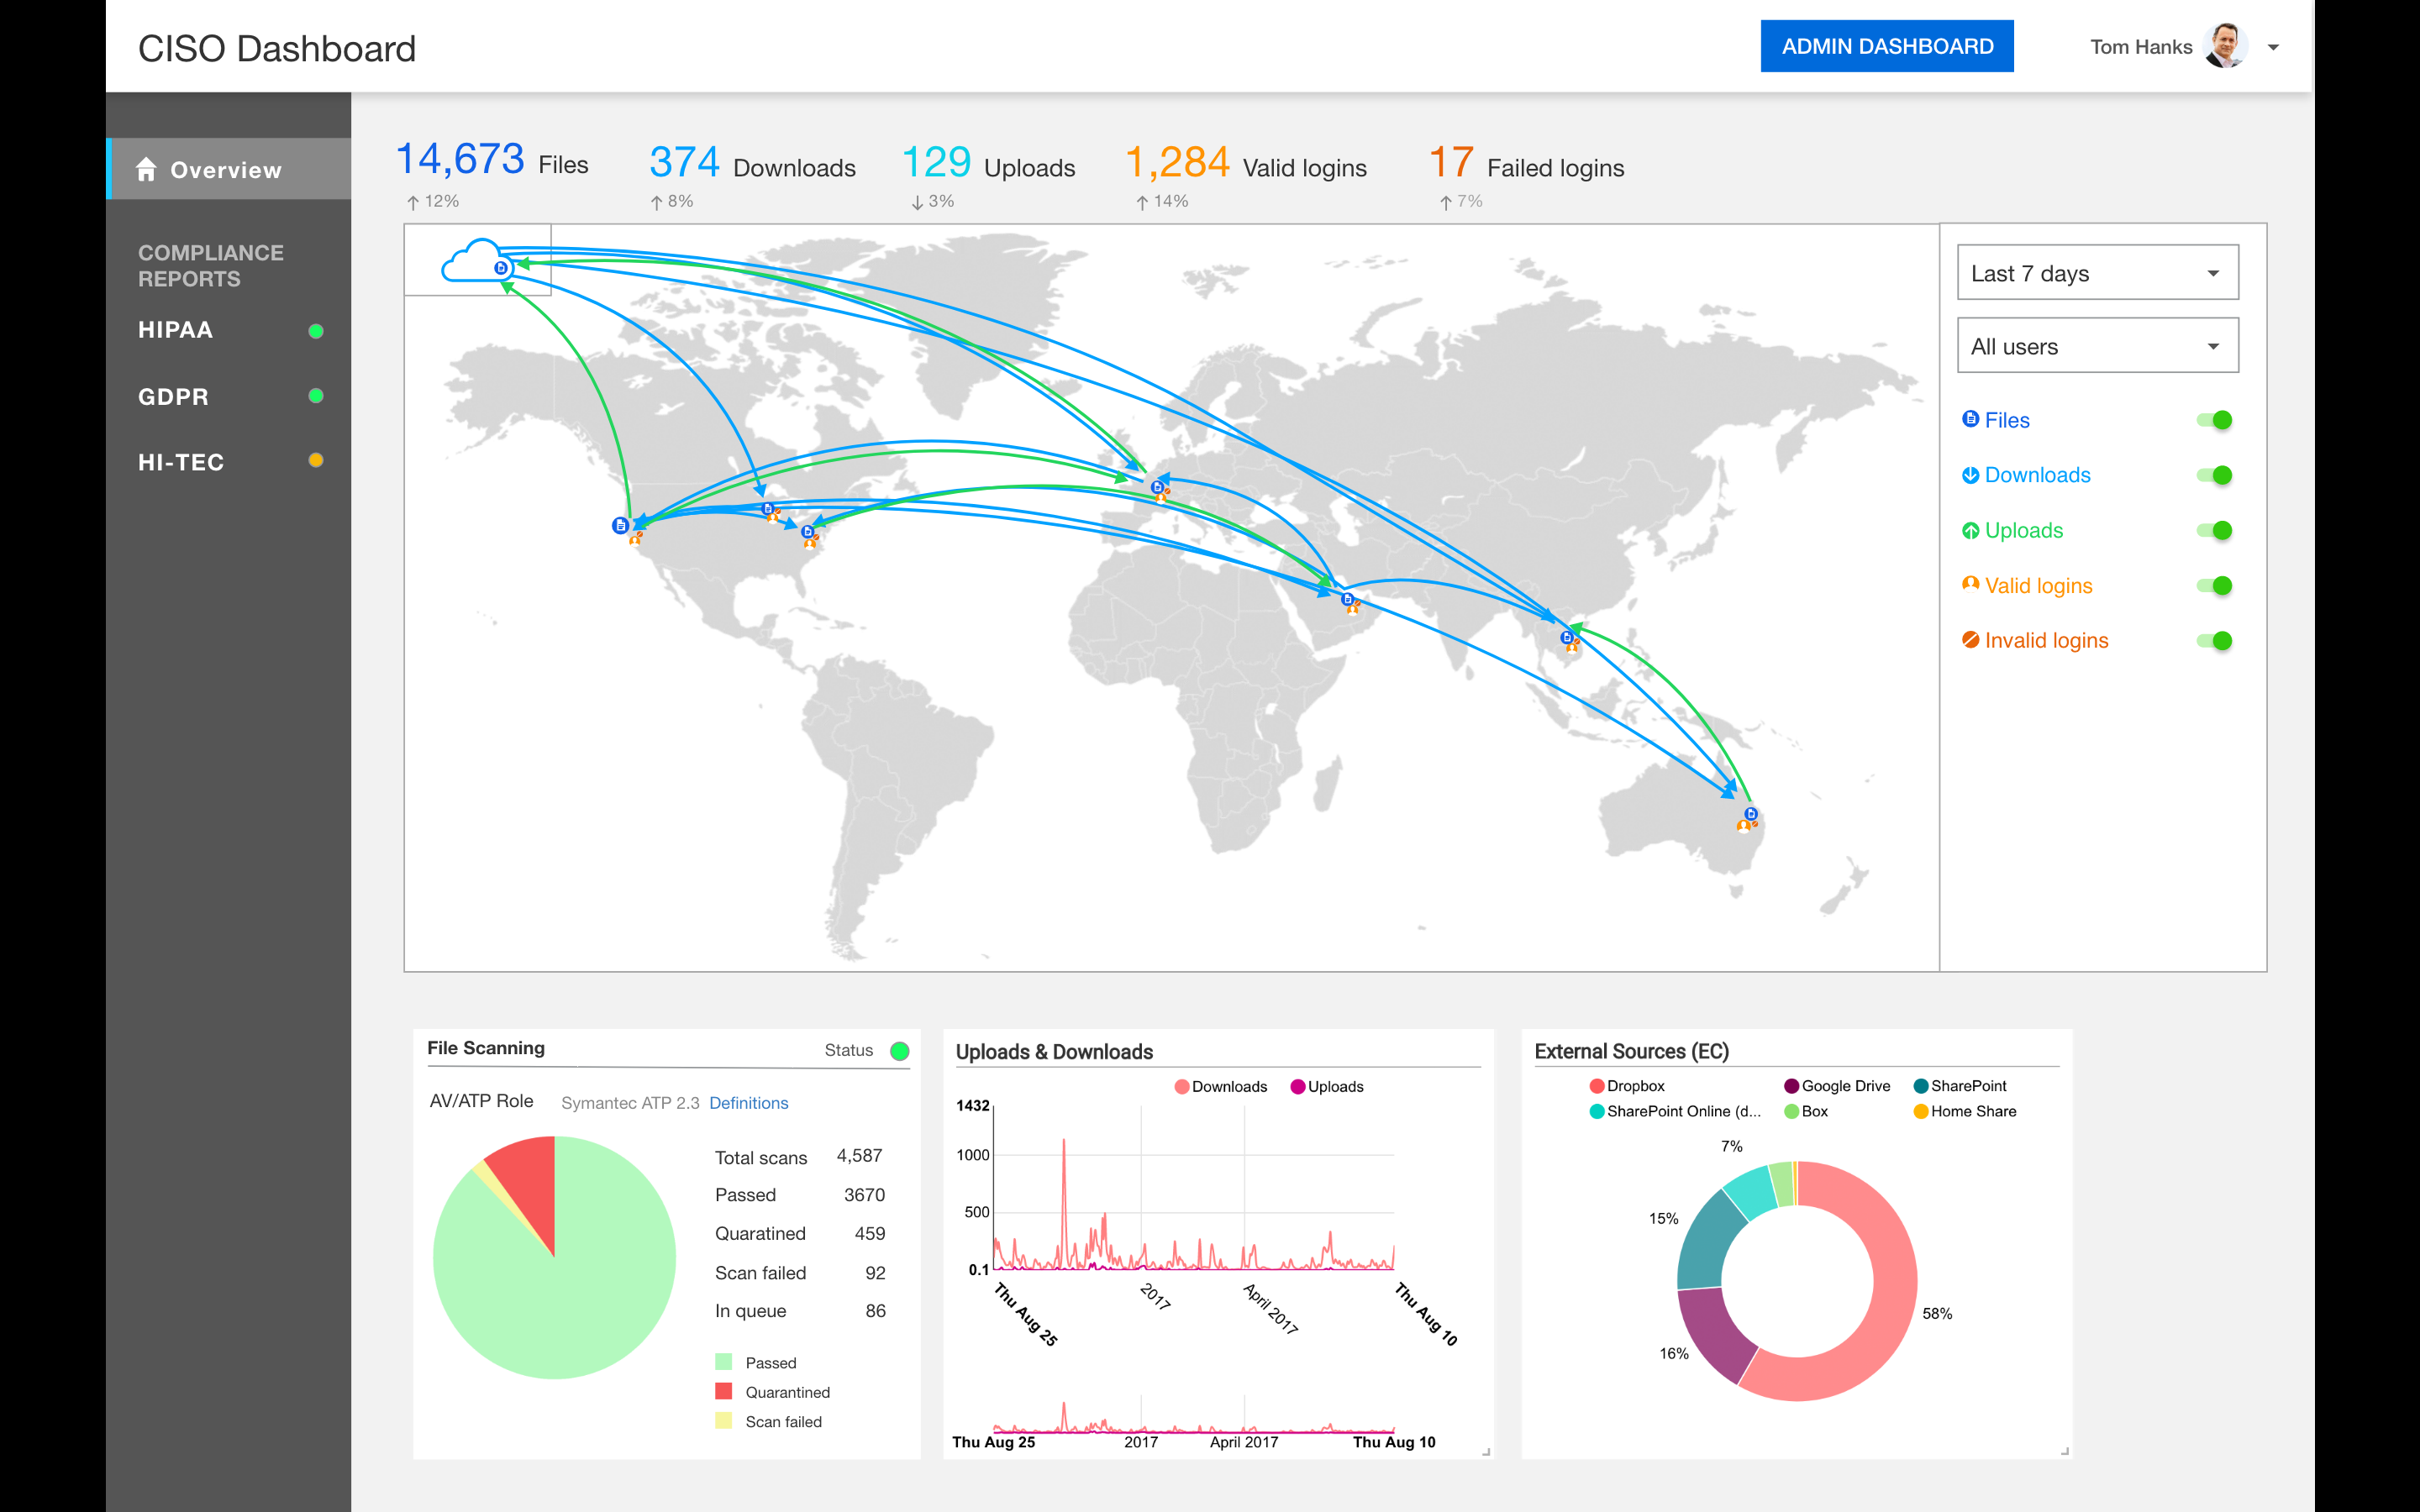 CISO Dashboard
ADMIN DASHBOARD
Tom Hanks
Overview
COMPLIANCE
REPORTS
HIPAA
GDPR
HI-TEC
14,673 Files
12%
374 Downloads
8%
129 Uploads
3%
1,284 Valid logins
14%
17 Failed logins
7%
Last 7 days
All users
Files
Downloads
Uploads
Valid logins
Invalid logins
File Scanning
Status
AV/ATP Role
Symantec ATP 2.3
Definitions
Total scans 4,587
Passed 3670
Quaratined 459
Scan failed 92
In queue 86
Passed
Quarantined
Scan failed
Uploads & Downloads
Downloads
Uploads
1432
1000
500
0.1
Thu Aug 25
2017
April 2017
Thu Aug 10
Thu Aug 25
2017
April 2017
Thu Aug 10
External Sources (EC)
Dropbox
Google Drive
SharePoint
SharePoint Online (d...
Box
Home Share
7%
15%
16%
58%